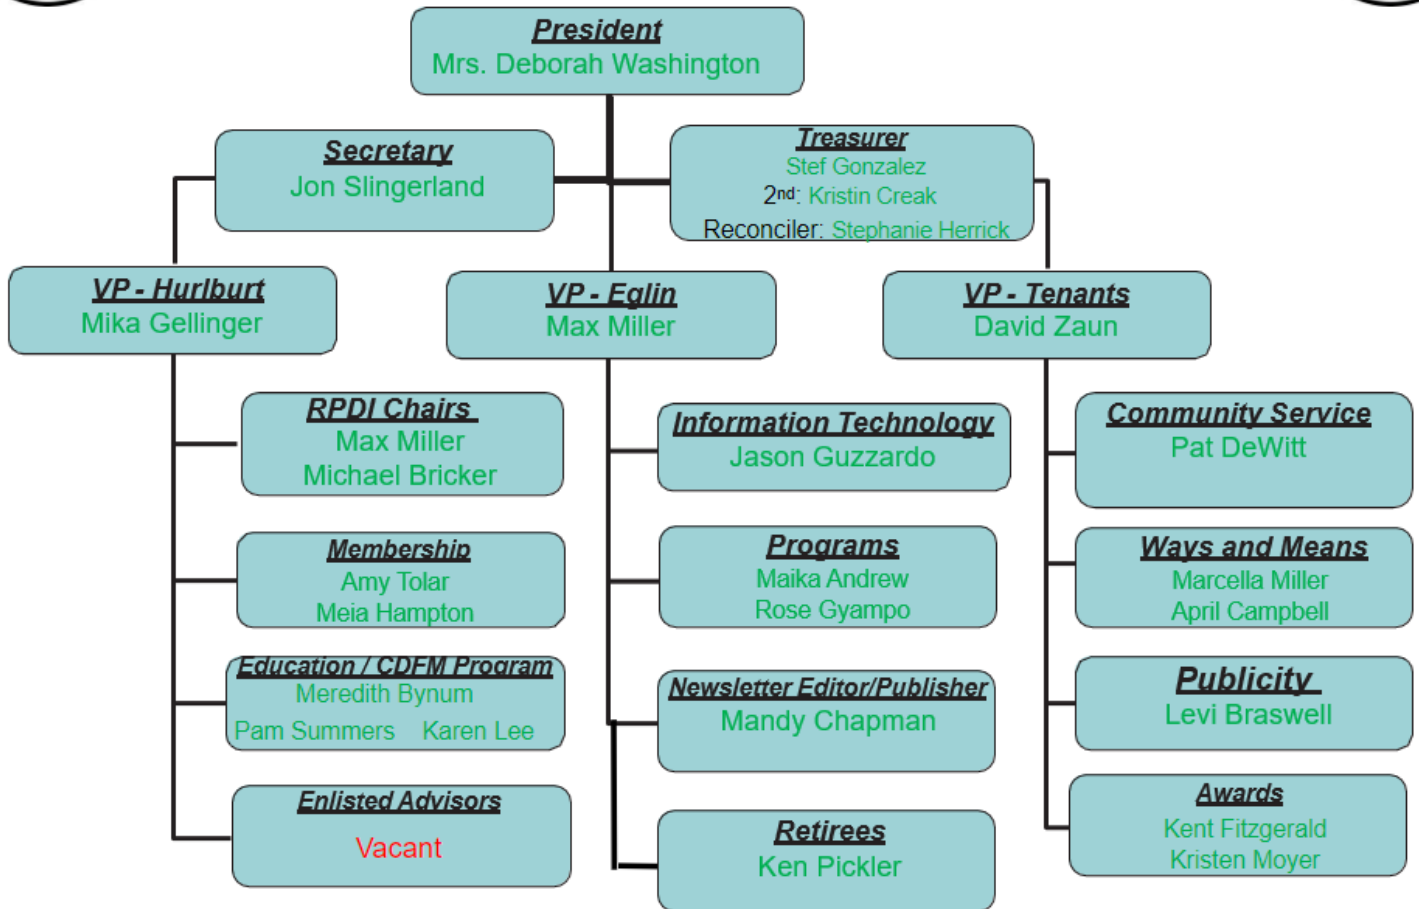 President
Mrs. Deborah Washington
Secretary
Jon Slingerland
Treasurer
Stef Gonzalez
2nd: Kristin Creak
Reconciler: Stephanie Herrick
VP - Hurlburt
Mika Gellinger
VP - Eglin
Max Miller
VP - Tenants
David Zaun
RPDI Chairs
Max Miller
Michael Bricker
Membership
Amy Tolar
Meia Hampton
Education / CDFM Program
Meredith Bynum
Pam Summers Karen Lee
Enlisted Advisors
Vacant
Information Technology
Jason Guzzardo
Programs
Maika Andrew
Rose Gyampo
Newsletter Editor/Publisher
Mandy Chapman
Retirees
Ken Pickler
Community Service
Pat DeWitt
Ways and Means
Marcella Miller
April Campbell
Publicity
Levi Braswell
Awards
Kent Fitzgerald
Kristen Moyer